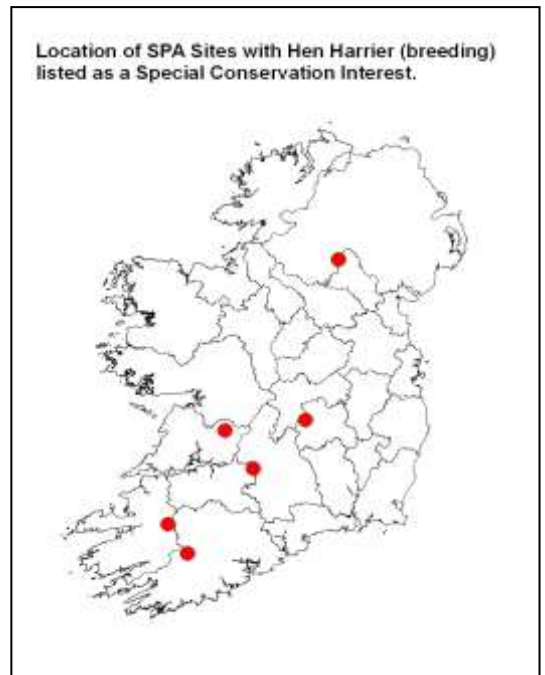 Location of SPA Sites with Hen Harrier (breeding)
listed as a Special Conservation Interest.